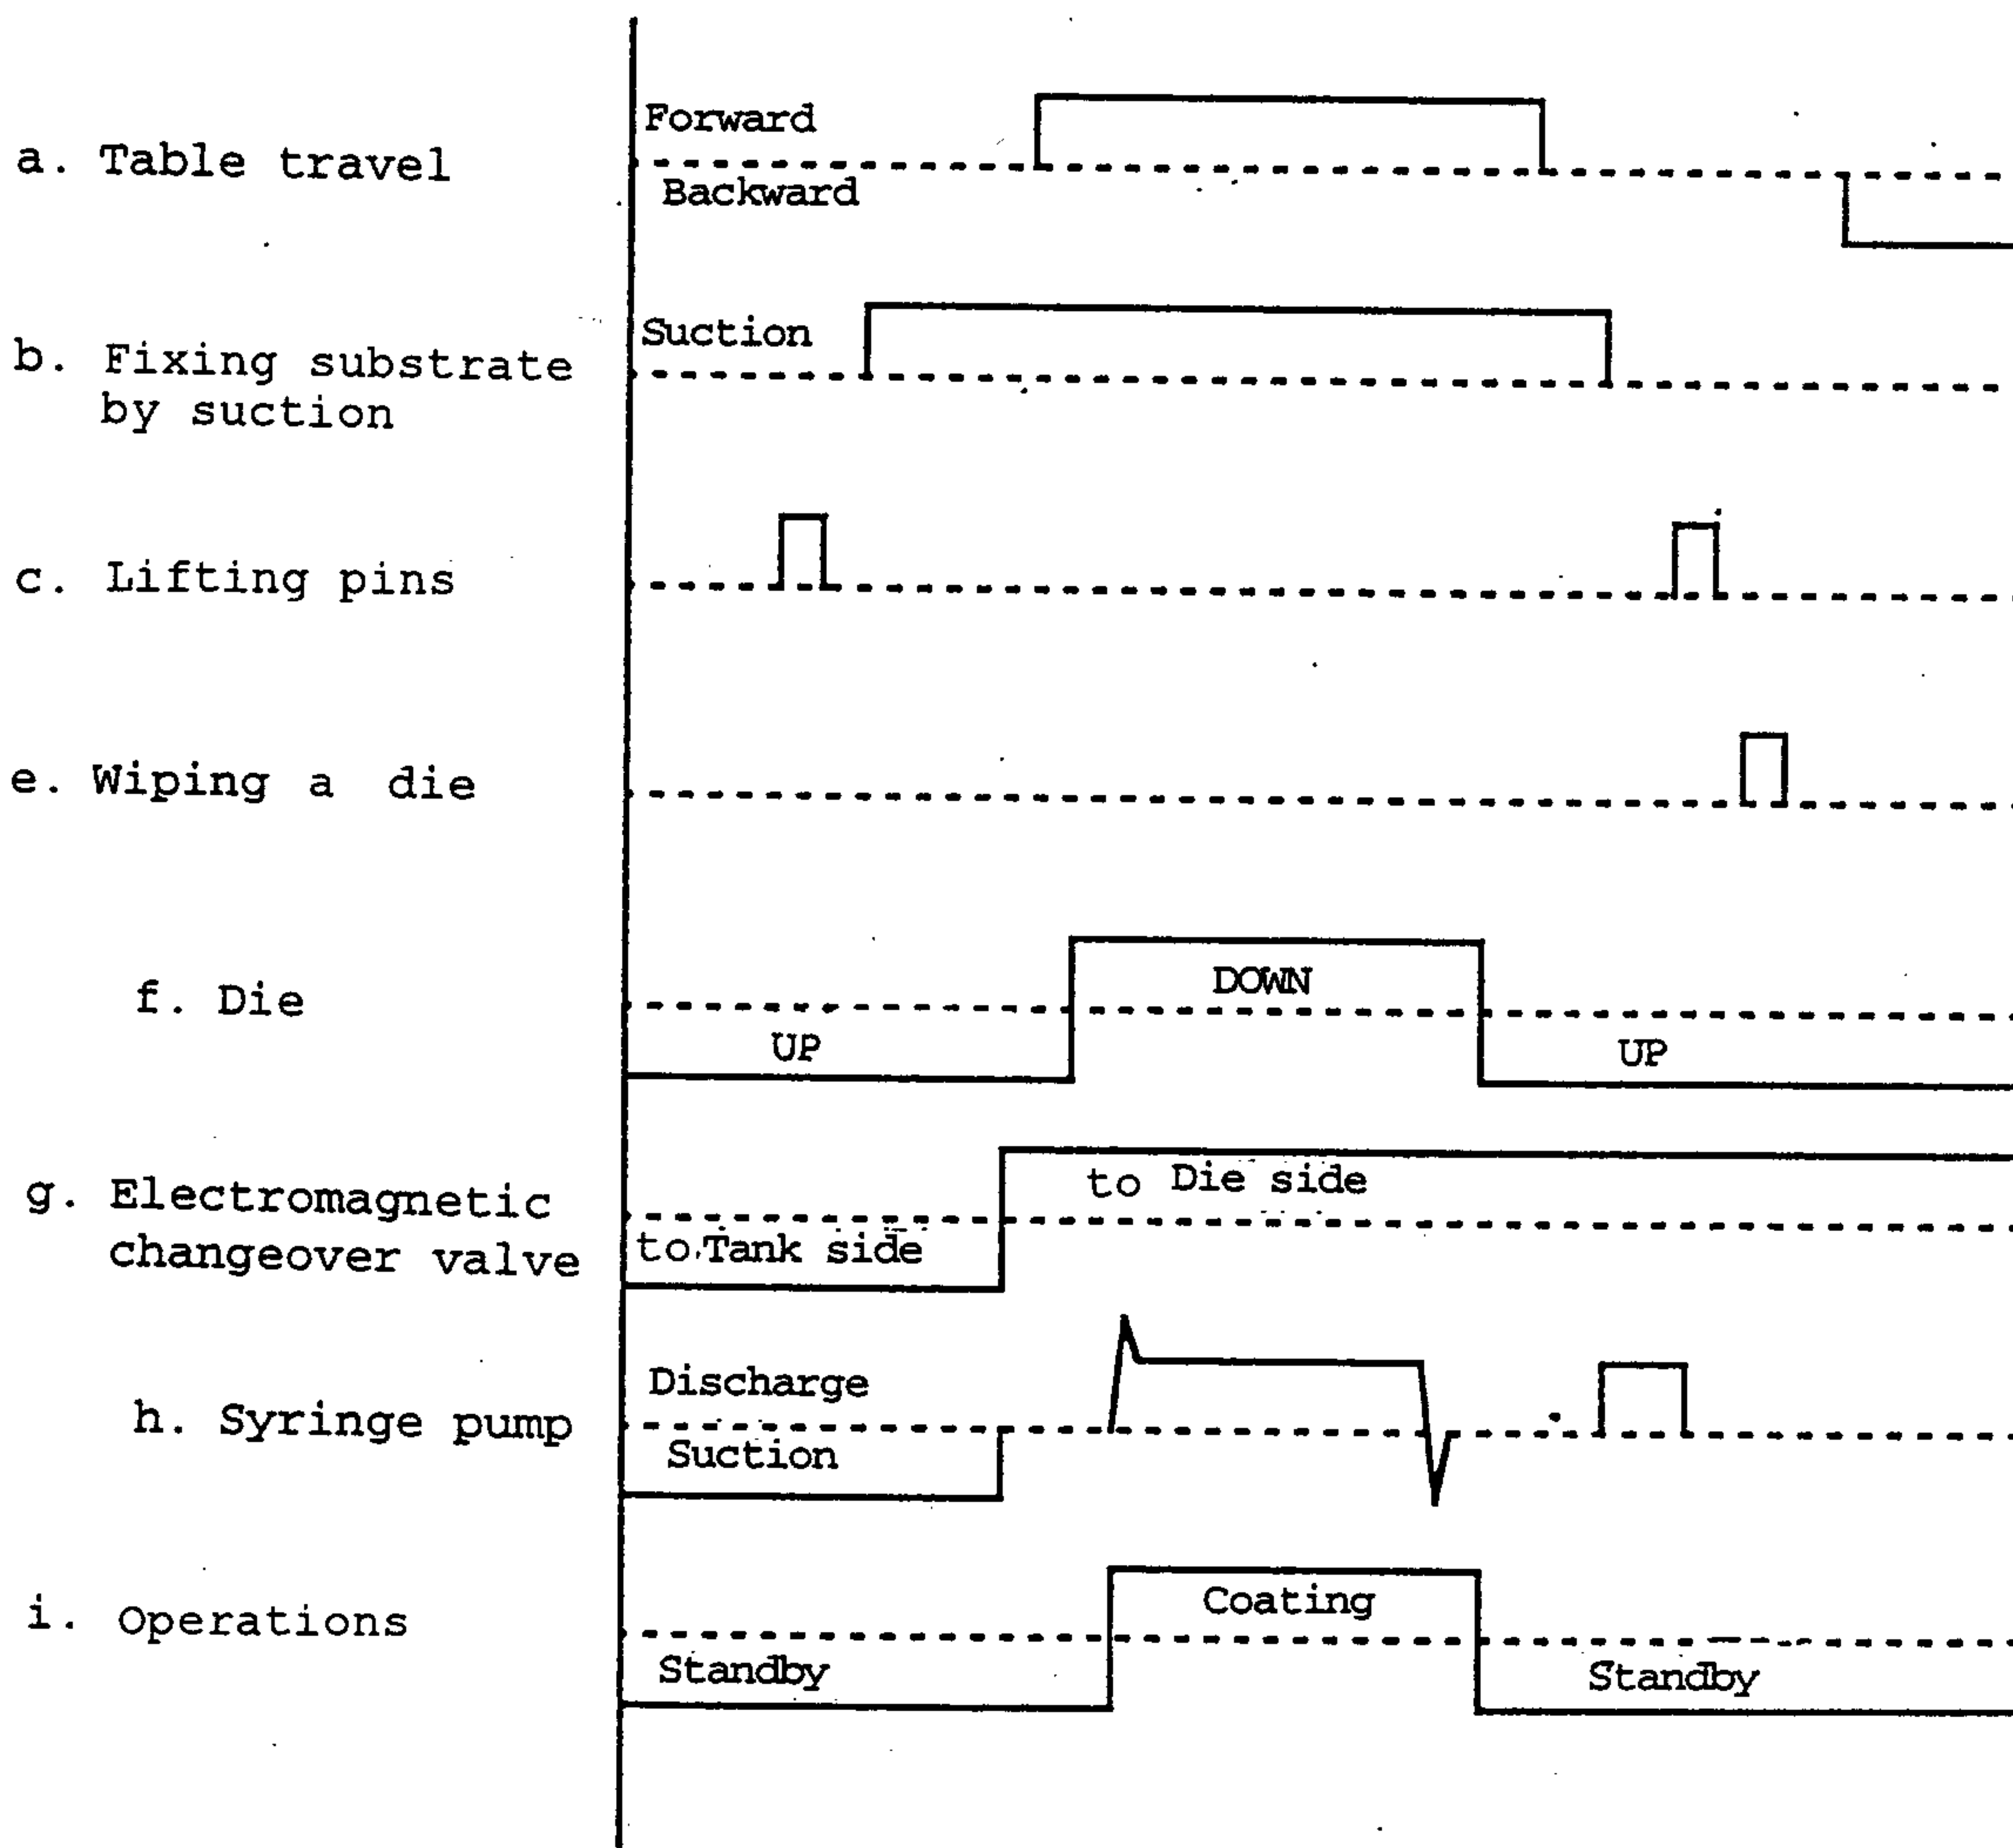 Forward
a. Table travel
Backward
Suction
b. Fixing substrate
by suction
c. Lifting pins
e. Wiping a die
DOWN
f. Die
UP
UP
to Die side
g. Electromagnetic
to Tank side
changeover valve
Discharge
h. Syringe pump
Suction
Coating
i. Operations
Standby
Standby